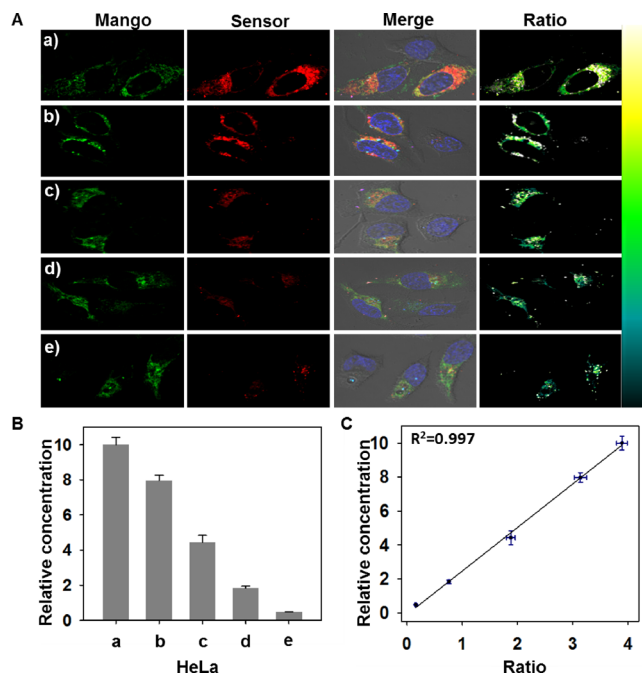 A Mango Sensor Merge Ratio
a)
b)
c)
d)
e)
B
Relative concentration
10
8
6
4
2
0
a b c d e
HeLa
C
R²=0.997
Relative concentration
10
8
6
4
2
0
0 1 2 3 4
Ratio